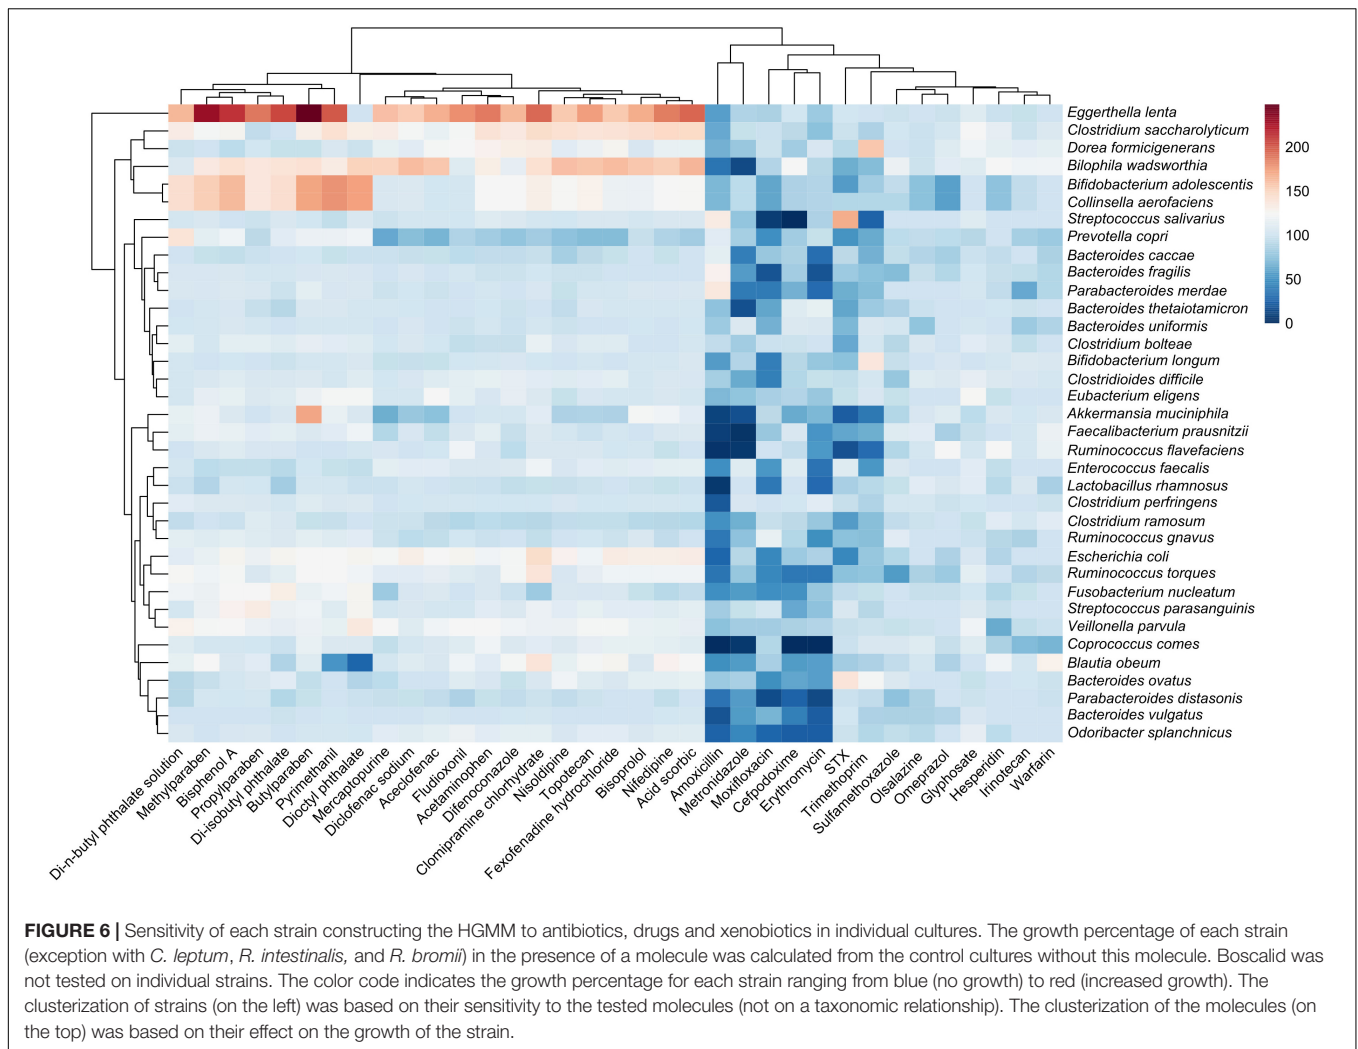 Eggerthella lenta
Clostridium saccharolyticum
Dorea formicigenerans
Bilophila wadsworthia
Bifidobacterium adolescentis
Collinsella aerofaciens
Streptococcus salivarius
Prevotella copri
Bacteroides caccae
Bacteroides fragilis
Parabacteroides merdae
Bacteroides thetaiotamicron
Bacteroides uniformis
Clostridium bolteae
Bifidobacterium longum
Clostridioides difficile
Eubacterium eligens
Akkermansia muciniphila
Faecalibacterium prausnitzii
Ruminococcus flavefaciens
Enterococcus faecalis
Lactobacillus rhamnosus
Clostridium perfringens
Clostridium ramosum
Ruminococcus gnavus
Escherichia coli
Ruminococcus torques
Fusobacterium nucleatum
Streptococcus parasanguinis
Veillonella parvula
Coprococcus comes
Blautia obeum
Bacteroides ovatus
Parabacteroides distasonis
Bacteroides vulgatus
Odoribacter splanchnicus
200
150
100
50
0
Di-n-butyl phthalate solution
Methylparaben
Bisphenol A
Propylparaben
Di-isobutyl phthalate
Butylparaben
Pyrimethanil
Dioctyl phthalate
Mercaptopurine
Diclofenac sodium
Aceclofenac
Fludioxonil
Acetaminophen
Difenoconazole
Clomipramine chlorhydrate
Nisoldipine
Topotecan
Fexofenadine hydrochloride
Bisoprolol
Nifedipine
Acid ascorbic
Amoxicillin
Metronidazole
Moxifloxacin
Cefpodoxime
Erythromycin
STX
Trimethoprim
Sulfamethoxazole
Olsalazine
Omeprazol
Glyphosate
Hesperidin
Irinotecan
Warfarin
FIGURE 6 | Sensitivity of each strain constructing the HGMM to antibiotics, drugs and xenobiotics in individual cultures. The growth percentage of each strain
(exception with C. leptum, R. intestinalis, and R. bromii) in the presence of a molecule was calculated from the control cultures without this molecule. Boscalid was
not tested on individual strains. The color code indicates the growth percentage for each strain ranging from blue (no growth) to red (increased growth). The
clusterization of strains (on the left) was based on their sensitivity to the tested molecules (not on a taxonomic relationship). The clusterization of the molecules (on
the top) was based on their effect on the growth of the strain.